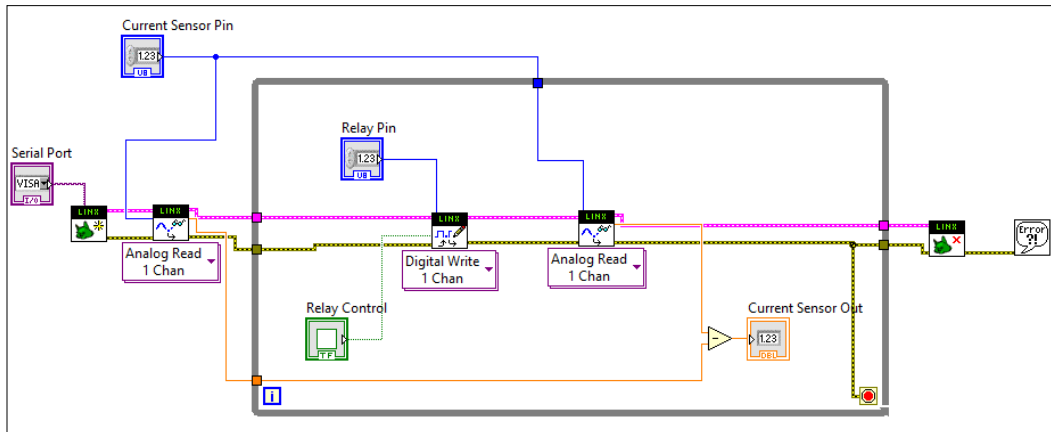 Current Sensor Pin
1.23
U8
Relay Pin
1.23
U8
Serial Port
VISA
I/O
LINX
LINX
Analog Read
1 Chan
LINX
Digital Write
1 Chan
LINX
Analog Read
1 Chan
LINX
Error
?!
Relay Control
TF
Current Sensor Out
1.23
DBL
i